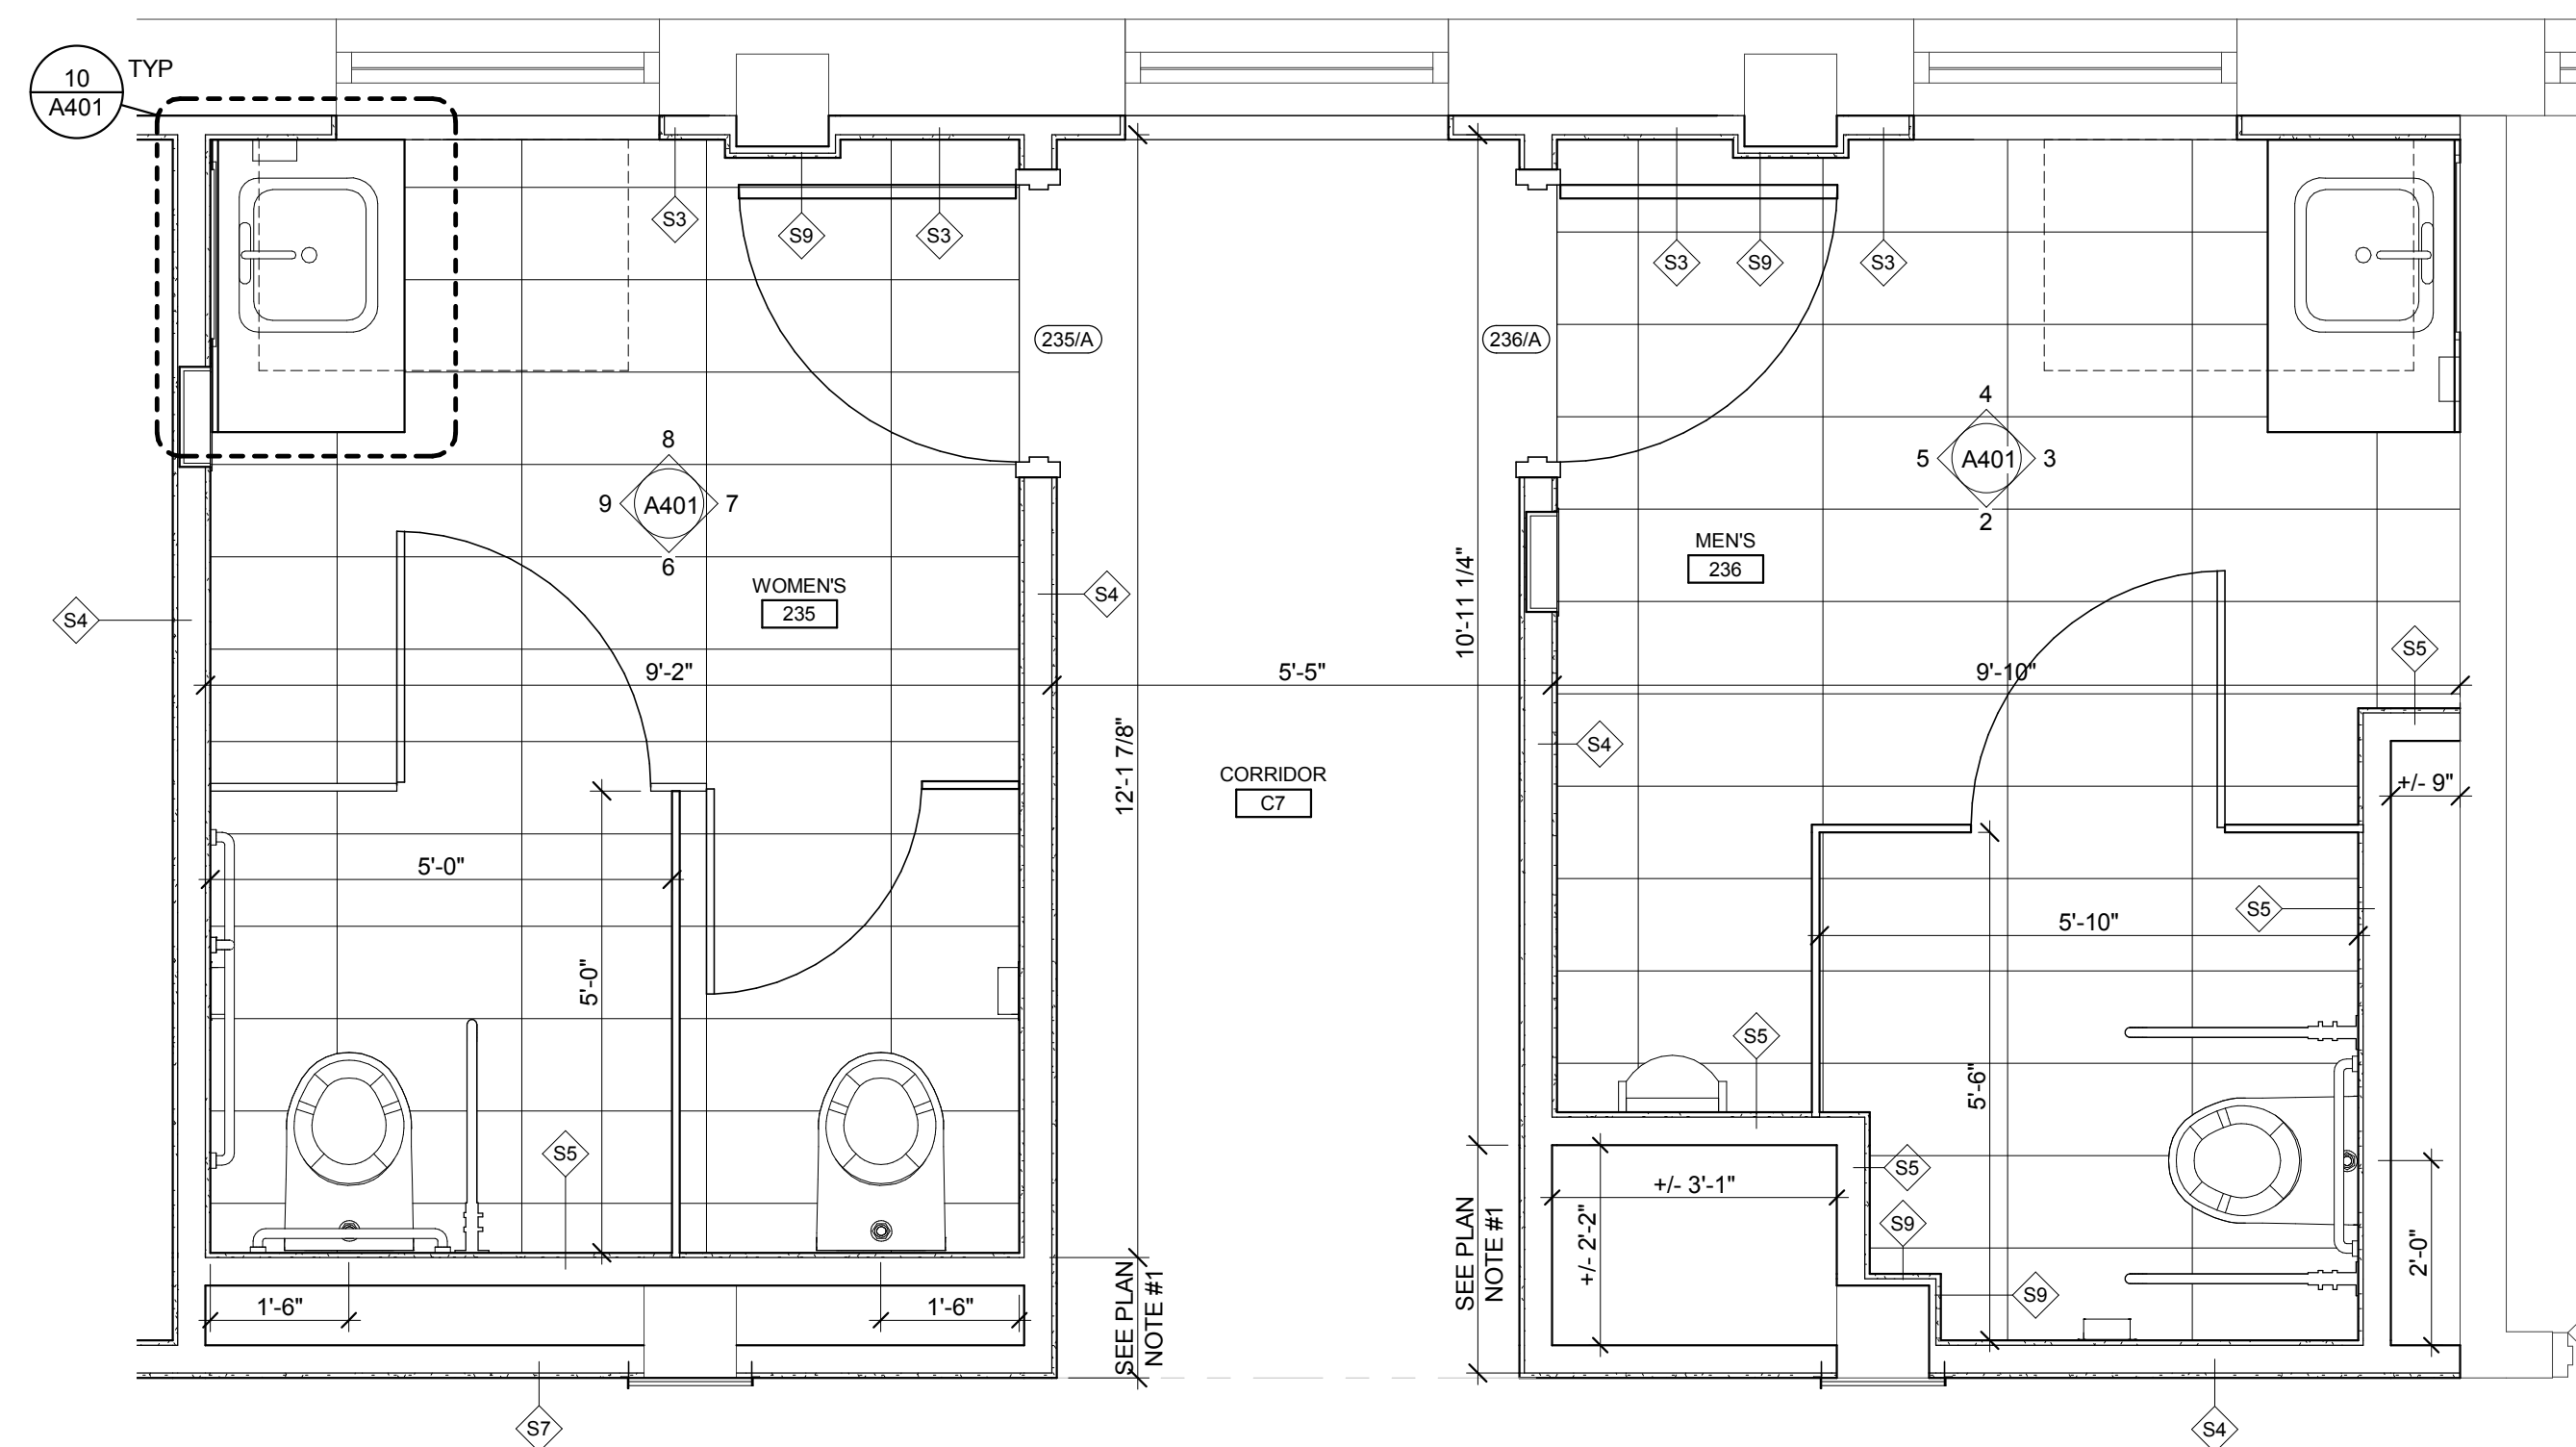 10
A401
TYP
S3
S9
S3
S3
S9
S3
235/A
236/A
8
9
A401
7
6
4
5
A401
3
2
WOMEN'S
235
MEN'S
236
S4
S4
10'-11 1/4"
9'-2"
5'-5"
9'-10"
S5
S4
12'-1 7/8"
CORRIDOR
C7
+/- 9"
5'-0"
5'-0"
S5
5'-10"
S5
5'-6"
S5
S5
+/- 3'-1"
S9
+/- 2'-2"
SEE PLAN
NOTE #1
2'-0"
S9
1'-6"
1'-6"
SEE PLAN
NOTE #1
S7
S4